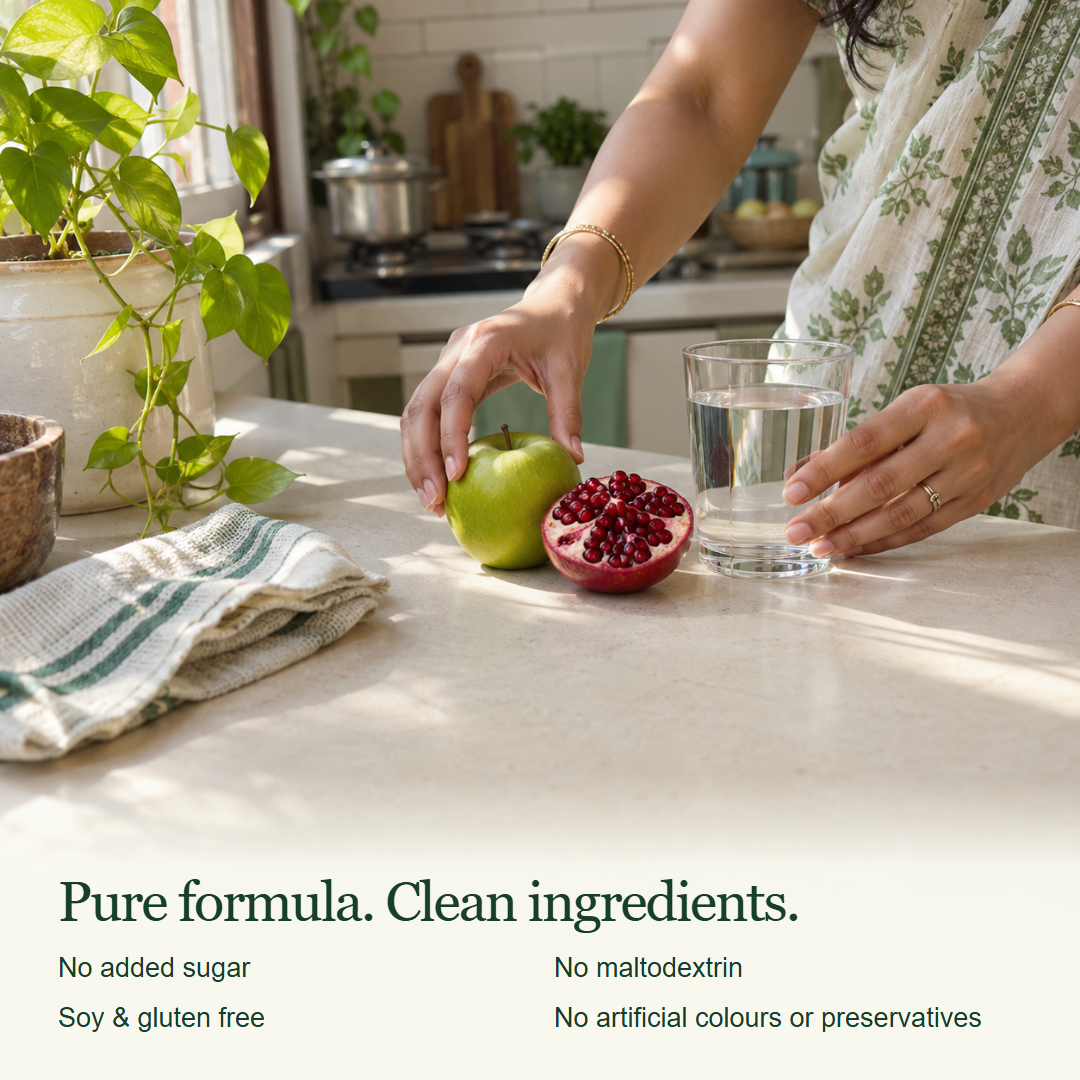 Pure formula. Clean ingredients.
No added sugar
No maltodextrin
Soy & gluten free
No artificial colours or preservatives